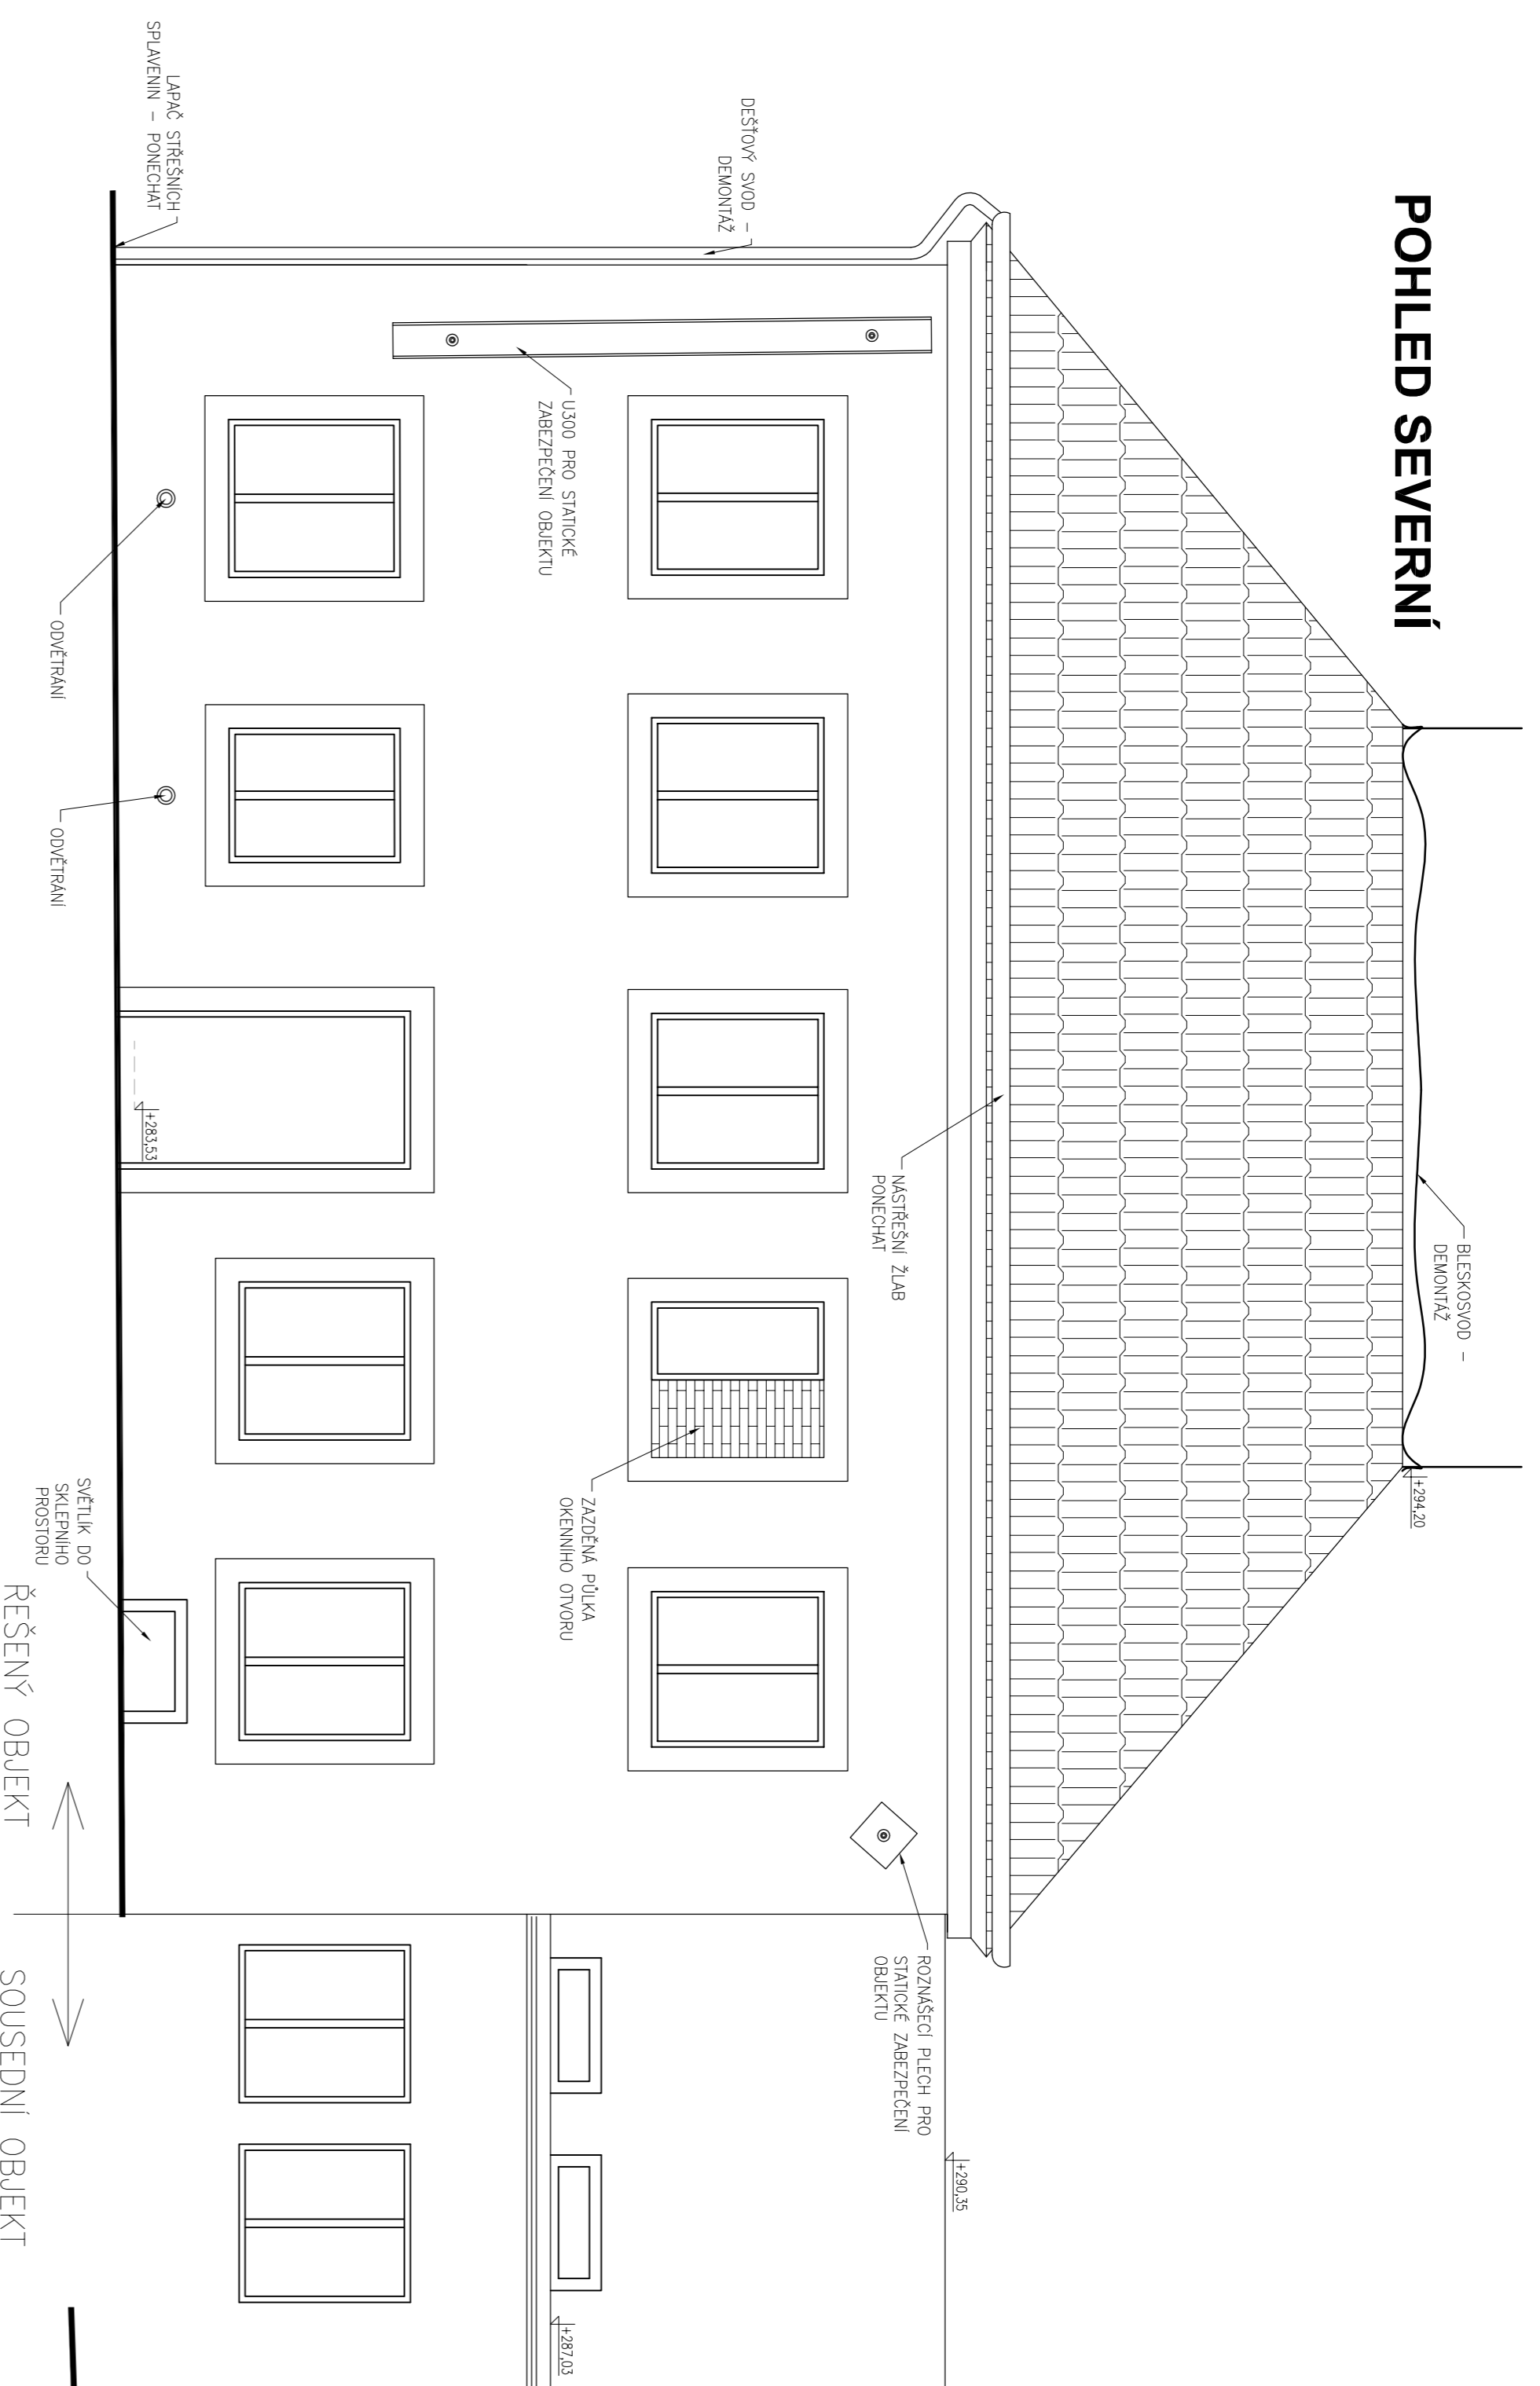 POHLED SEVERNÍ
BLESKOSVOD –
DEMONTÁŽ
+294,20
DEŠŤOVÝ SVOD –
DEMONTÁŽ
NÁSTŘEŠNÍ ŽLAB
PONECHAT
ROZNÁŠECÍ PLECH PRO
STATICKÉ ZABEZPEČENÍ
OBJEKTU
+290,35
U300 PRO STATICKÉ
ZABEZPEČENÍ OBJEKTU
ZAZDĚNÁ PŮLKA
OKENNÍHO OTVORU
+287,03
LAPAČ STŘEŠNÍCH
SPLAVENIN – PONECHAT
+283,53
ODVĚTRÁNÍ
ODVĚTRÁNÍ
SVĚTLÍK DO
SKLEPNÍHO
PROSTORU
ŘEŠENÝ OBJEKT
SOUSEDNÍ OBJEKT